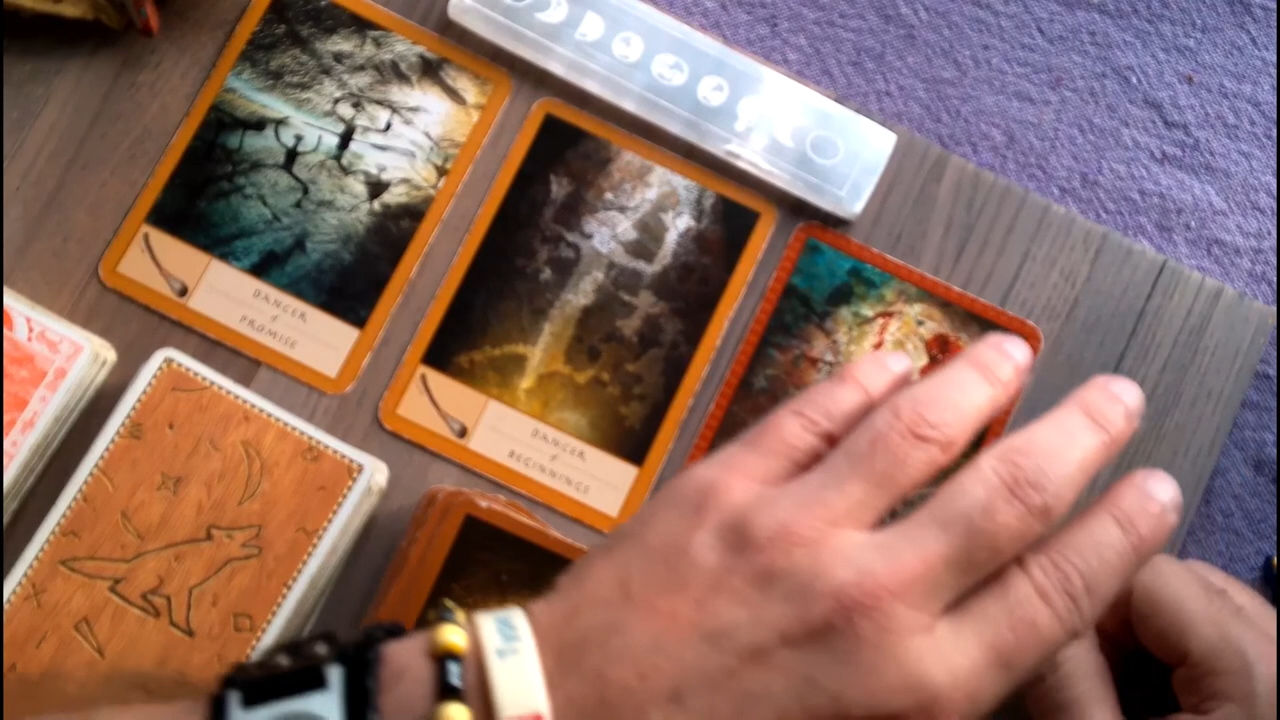 DANCER
of
PROMISE
DANCER
of
BEGINNINGS